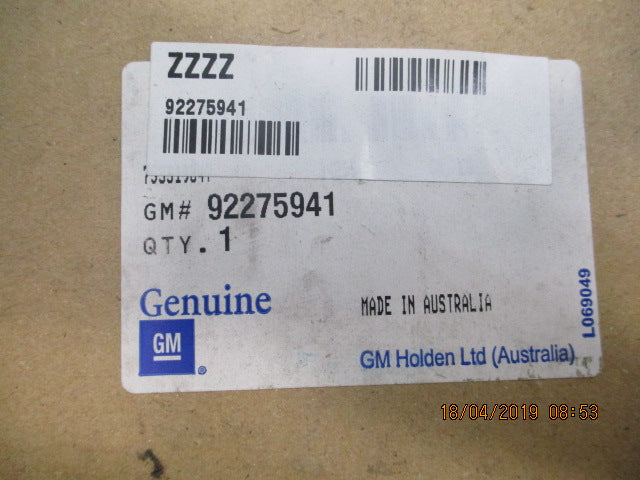 ZZZZ
92275941
GM# 92275941
QTY. 1
Genuine
MADE IN AUSTRALIA
GM
GM Holden Ltd (Australia)
L069049
18/04/2019 08:53